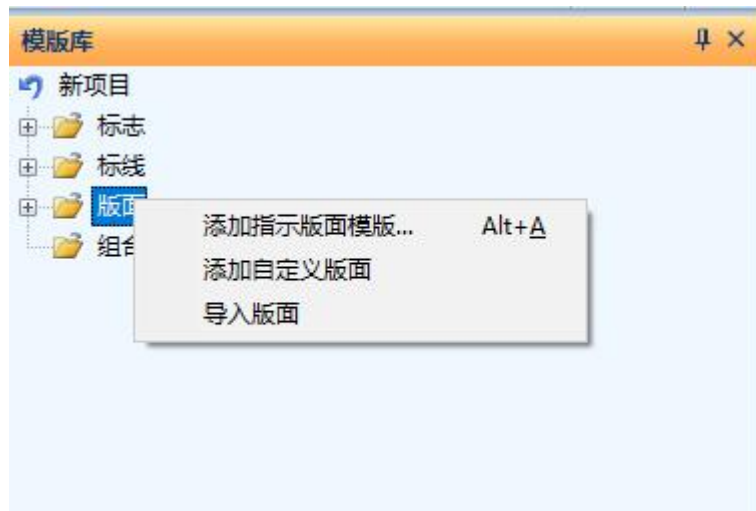 模版库
新项目
标志
标线
版面
组合
添加指示版面模版... Alt+A
添加自定义版面
导入版面